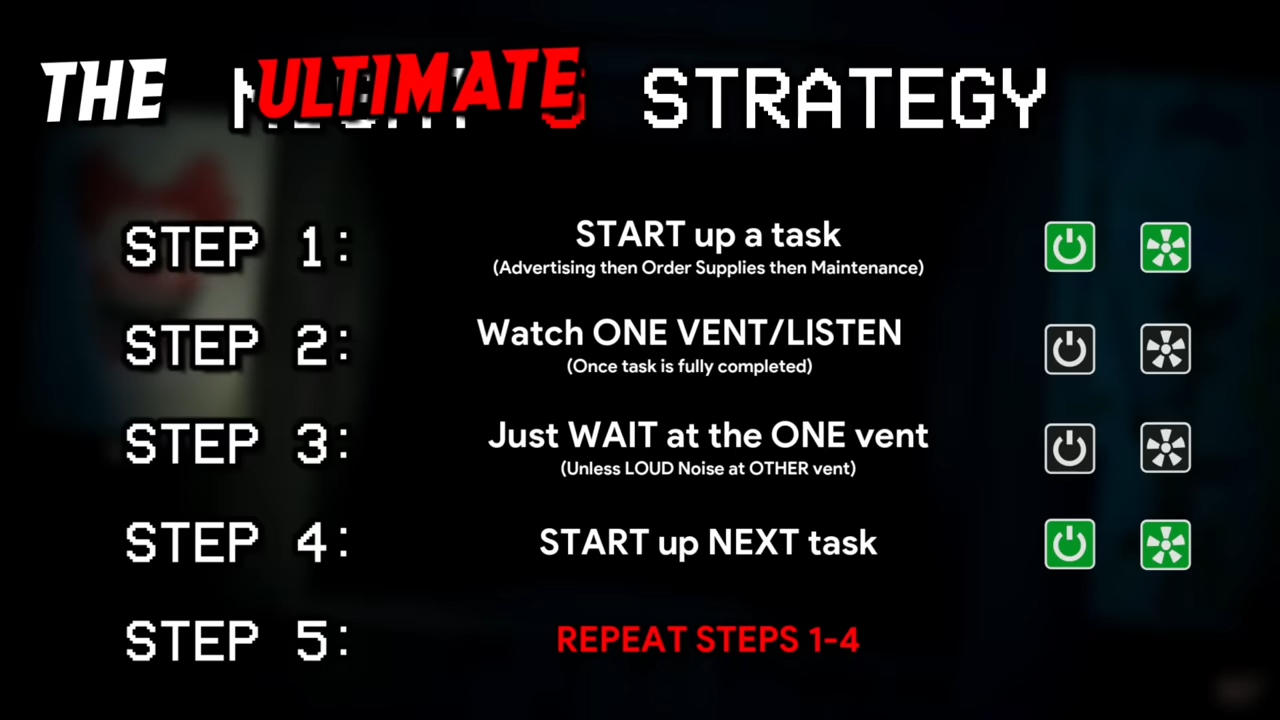 THE ULTIMATE STRATEGY
STEP 1: START up a task
(Advertising then Order Supplies then Maintenance)
STEP 2: Watch ONE VENT/LISTEN
(Once task is fully completed)
STEP 3: Just WAIT at the ONE vent
(Unless LOUD Noise at OTHER vent)
STEP 4: START up NEXT task
STEP 5: REPEAT STEPS 1-4